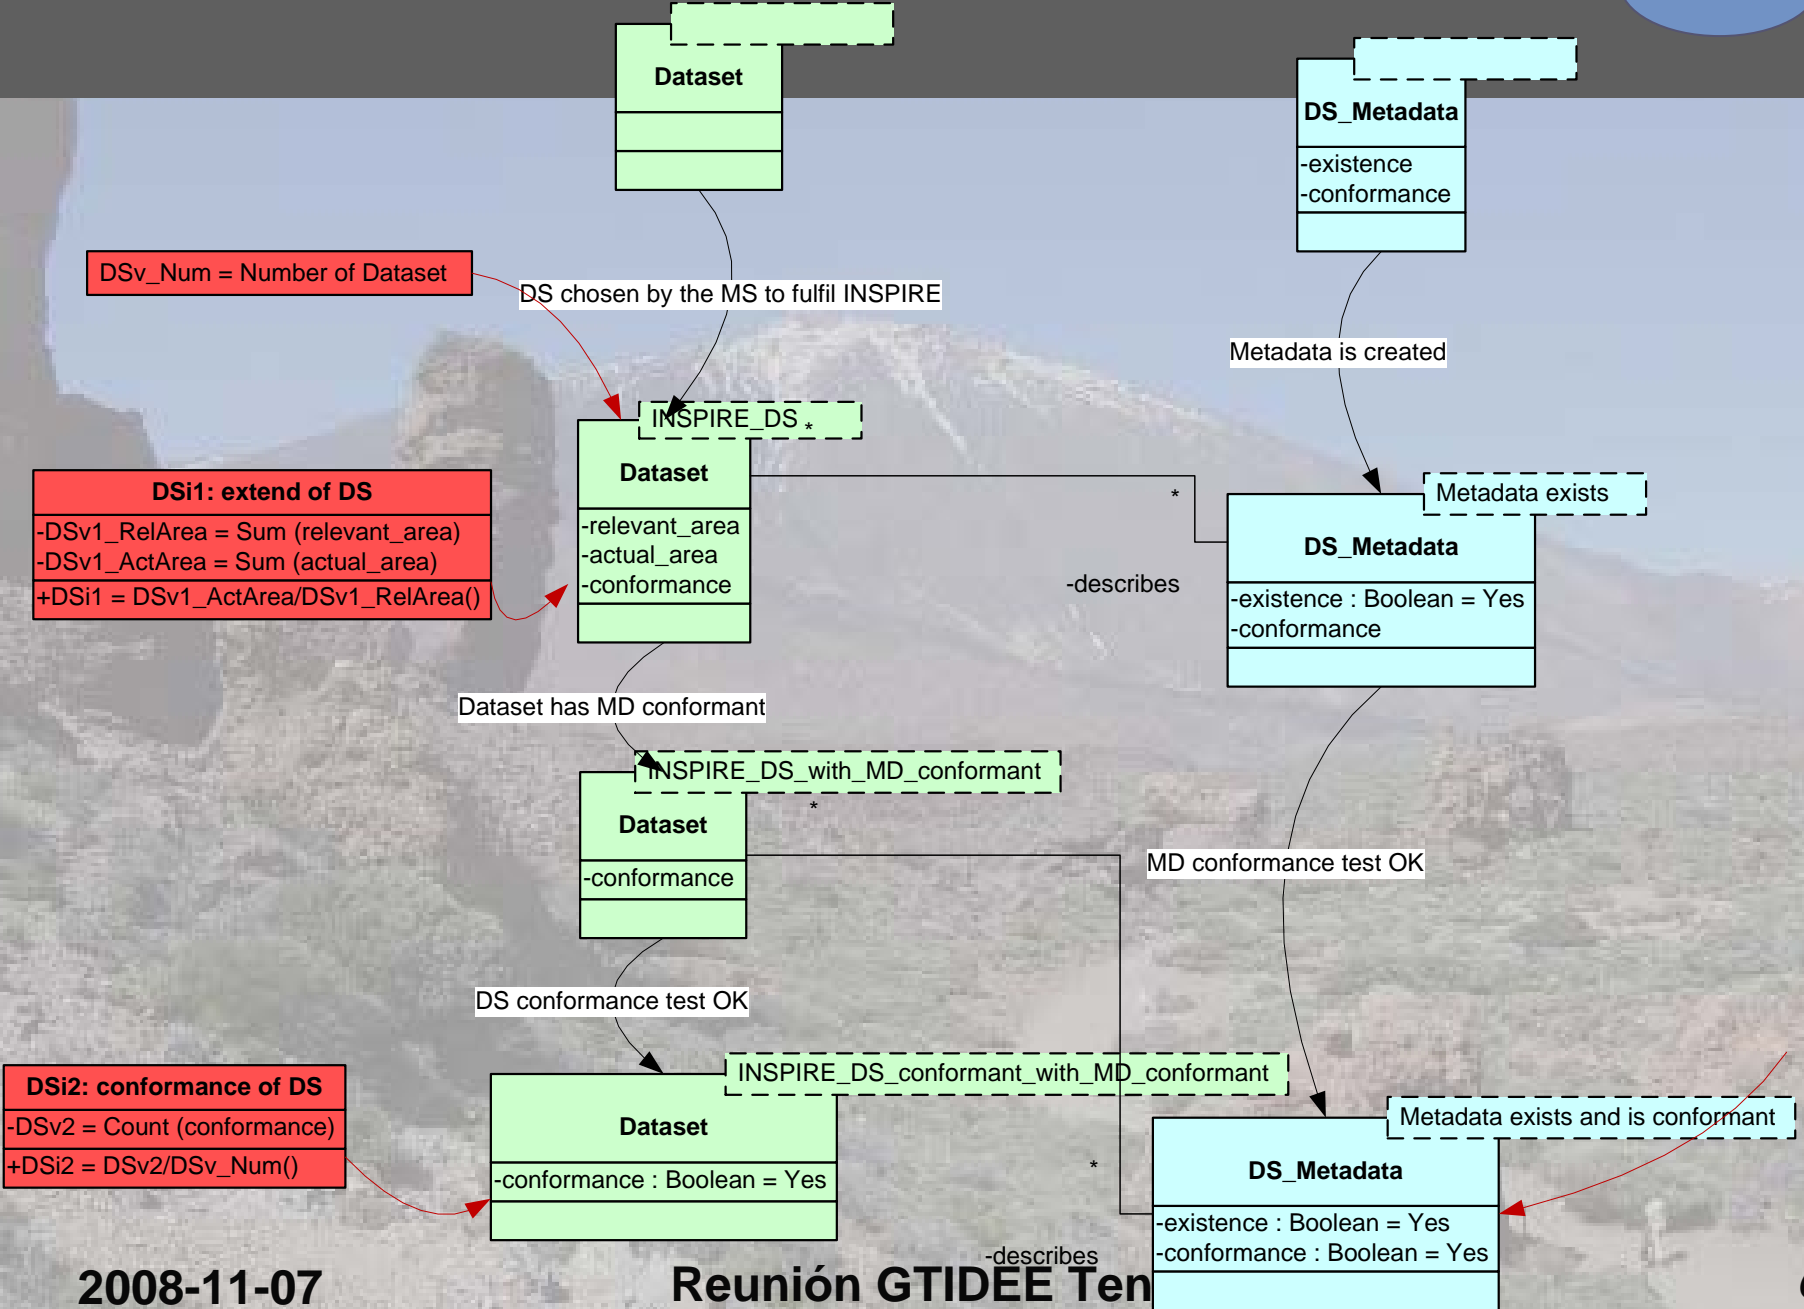 Dataset
DS_Metadata
-existence
-conformance
DSv_Num = Number of Dataset
DS chosen by the MS to fulfil INSPIRE
Metadata is created
INSPIRE_DS
*
Dataset
-relevant_area
-actual_area
-conformance
*
-describes
Metadata exists
DS_Metadata
-existence : Boolean = Yes
-conformance
DSi1: extend of DS
-DSv1_RelArea = Sum (relevant_area)
-DSv1_ActArea = Sum (actual_area)
+DSi1 = DSv1_ActArea/DSv1_RelArea()
Dataset has MD conformant
INSPIRE_DS_with_MD_conformant
*
Dataset
-conformance
MD conformance test OK
DS conformance test OK
INSPIRE_DS_conformant_with_MD_conformant
Dataset
-conformance : Boolean = Yes
DSi2: conformance of DS
-DSv2 = Count (conformance)
+DSi2 = DSv2/DSv_Num()
Metadata exists and is conformant
*
DS_Metadata
-existence : Boolean = Yes
-conformance : Boolean = Yes
-describes
2008-11-07
Reunión GTIDEE Ten